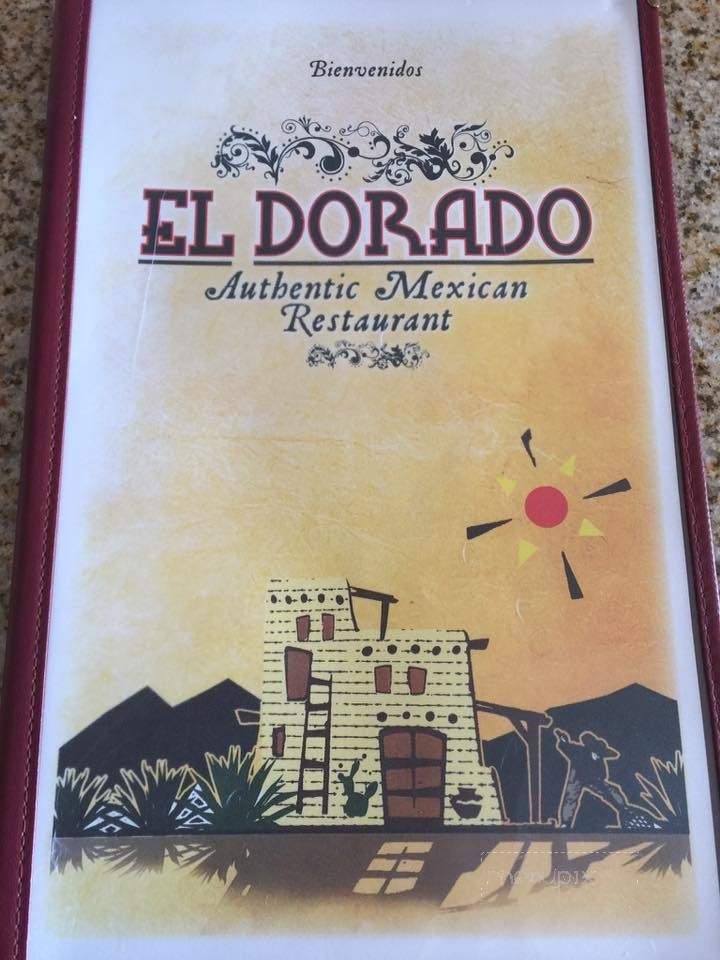 Bienvenidos
EL DORADO
Authentic Mexican
Restaurant